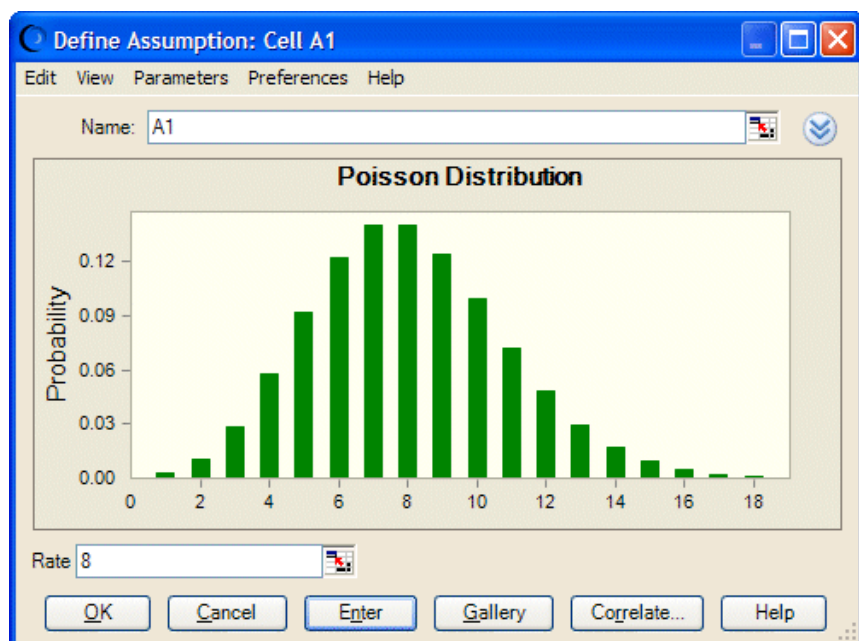 Define Assumption: Cell A1
Edit View Parameters Preferences Help
Name: A1
Poisson Distribution
Probability
0.12
0.09
0.06
0.03
0.00
0 2 4 6 8 10 12 14 16 18
Rate 8
OK Cancel Enter Gallery Correlate... Help